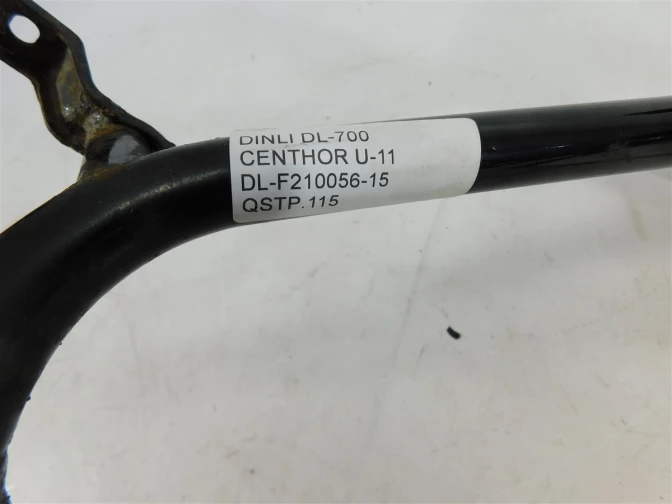 DINLI DL-700
CENTHOR U-11
DL-F210056-15
QSTP.115